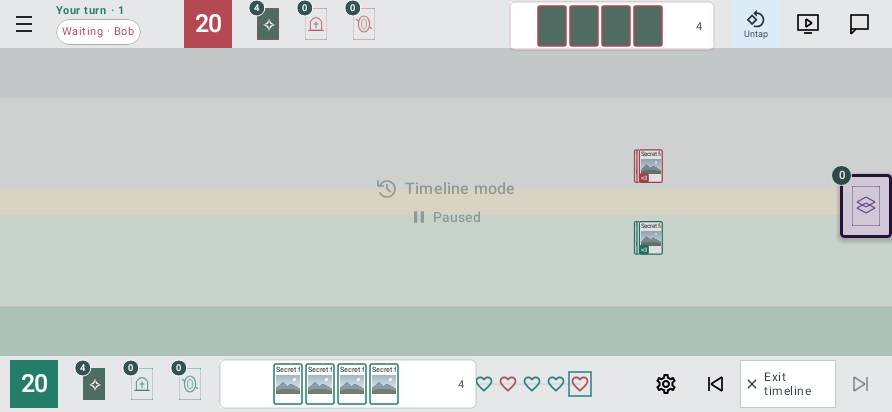 Your turn · 1
Waiting · Bob
20
4
0
0
4
Untap
Timeline mode
Paused
0
20
4
0
0
Secret f
Secret f
Secret f
Secret f
4
Exit
timeline